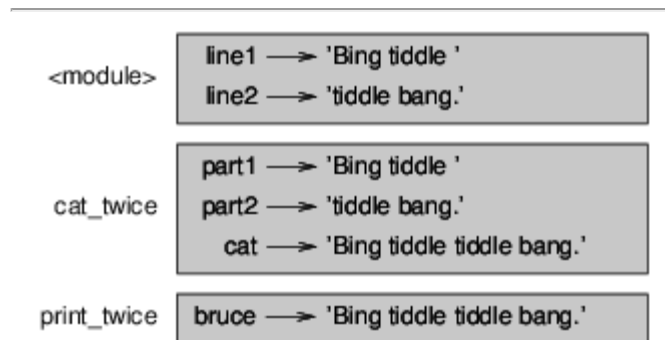 <module>
line1 → 'Bing tiddle '
line2 → 'tiddle bang.'
cat_twice
part1 → 'Bing tiddle '
part2 → 'tiddle bang.'
cat → 'Bing tiddle tiddle bang.'
print_twice
bruce → 'Bing tiddle tiddle bang.'